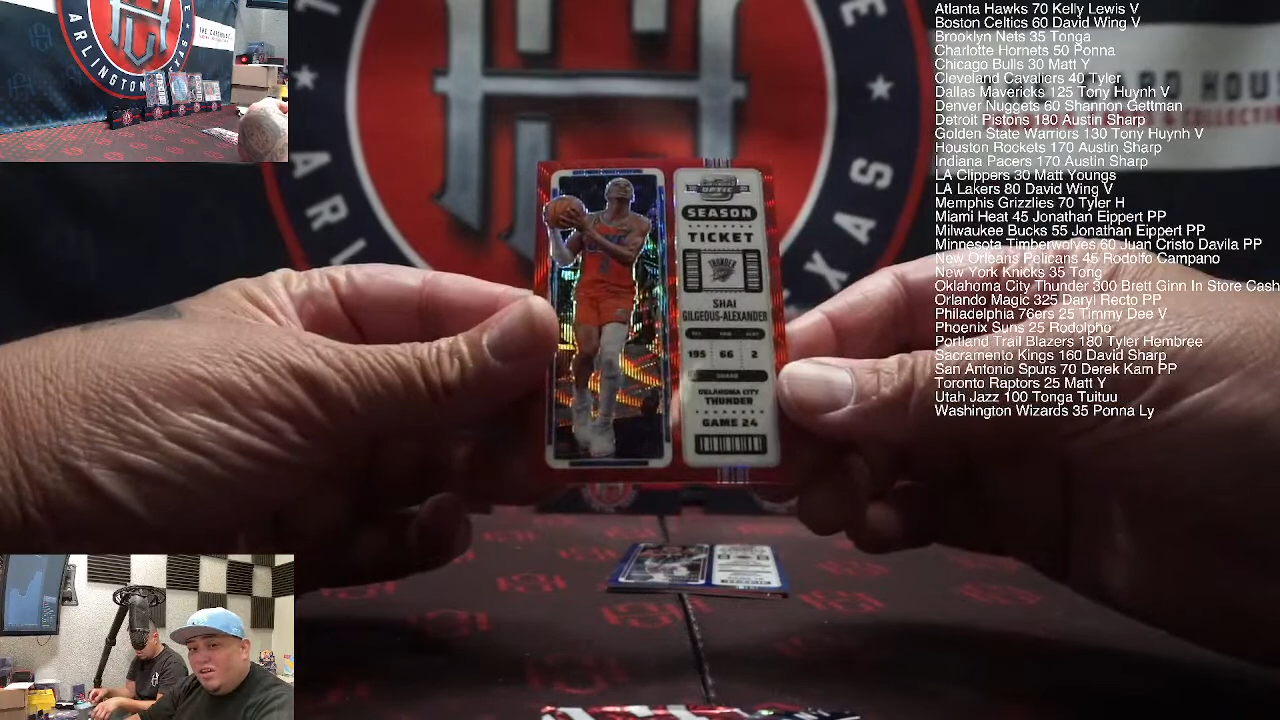 Atlanta Hawks 70 Kelly Lewis V
Boston Celtics 60 David Wing V
Brooklyn Nets 35 Tonga
Charlotte Hornets 50 Ponna
Chicago Bulls 30 Matt Y
Cleveland Cavaliers 40 Tyler
Dallas Mavericks 125 Tony Huynh V
Denver Nuggets 60 Shannon Gettman
Detroit Pistons 180 Austin Sharp
Golden State Warriors 130 Tony Huynh V
Houston Rockets 170 Austin Sharp
Indiana Pacers 170 Austin Sharp
LA Clippers 30 Matt Youngs
LA Lakers 80 David Wing V
Memphis Grizzlies 70 Tyler H
Miami Heat 45 Jonathan Eippert PP
Milwaukee Bucks 55 Jonathan Eippert PP
Minnesota Timberwolves 60 Juan Cristo Davila PP
New Orleans Pelicans 45 Rodolfo Campano
New York Knicks 35 Tong
Oklahoma City Thunder 300 Brett Ginn In Store Cash
Orlando Magic 325 Daryl Recto PP
Philadelphia 76ers 25 Timmy Dee V
Phoenix Suns 25 Rodolpho
Portland Trail Blazers 180 Tyler Hembree
Sacramento Kings 160 David Sharp
San Antonio Spurs 70 Derek Karn PP
Toronto Raptors 25 Matt Y
Utah Jazz 100 Tonga Tuituu
Washington Wizards 35 Ponna Ly
OPTIC
SEASON
TICKET
THUNDER
SHAI
GILGEOUS-ALEXANDER
195 66 2
OKLAHOMA CITY
THUNDER
GAME 24
ARLINGTON